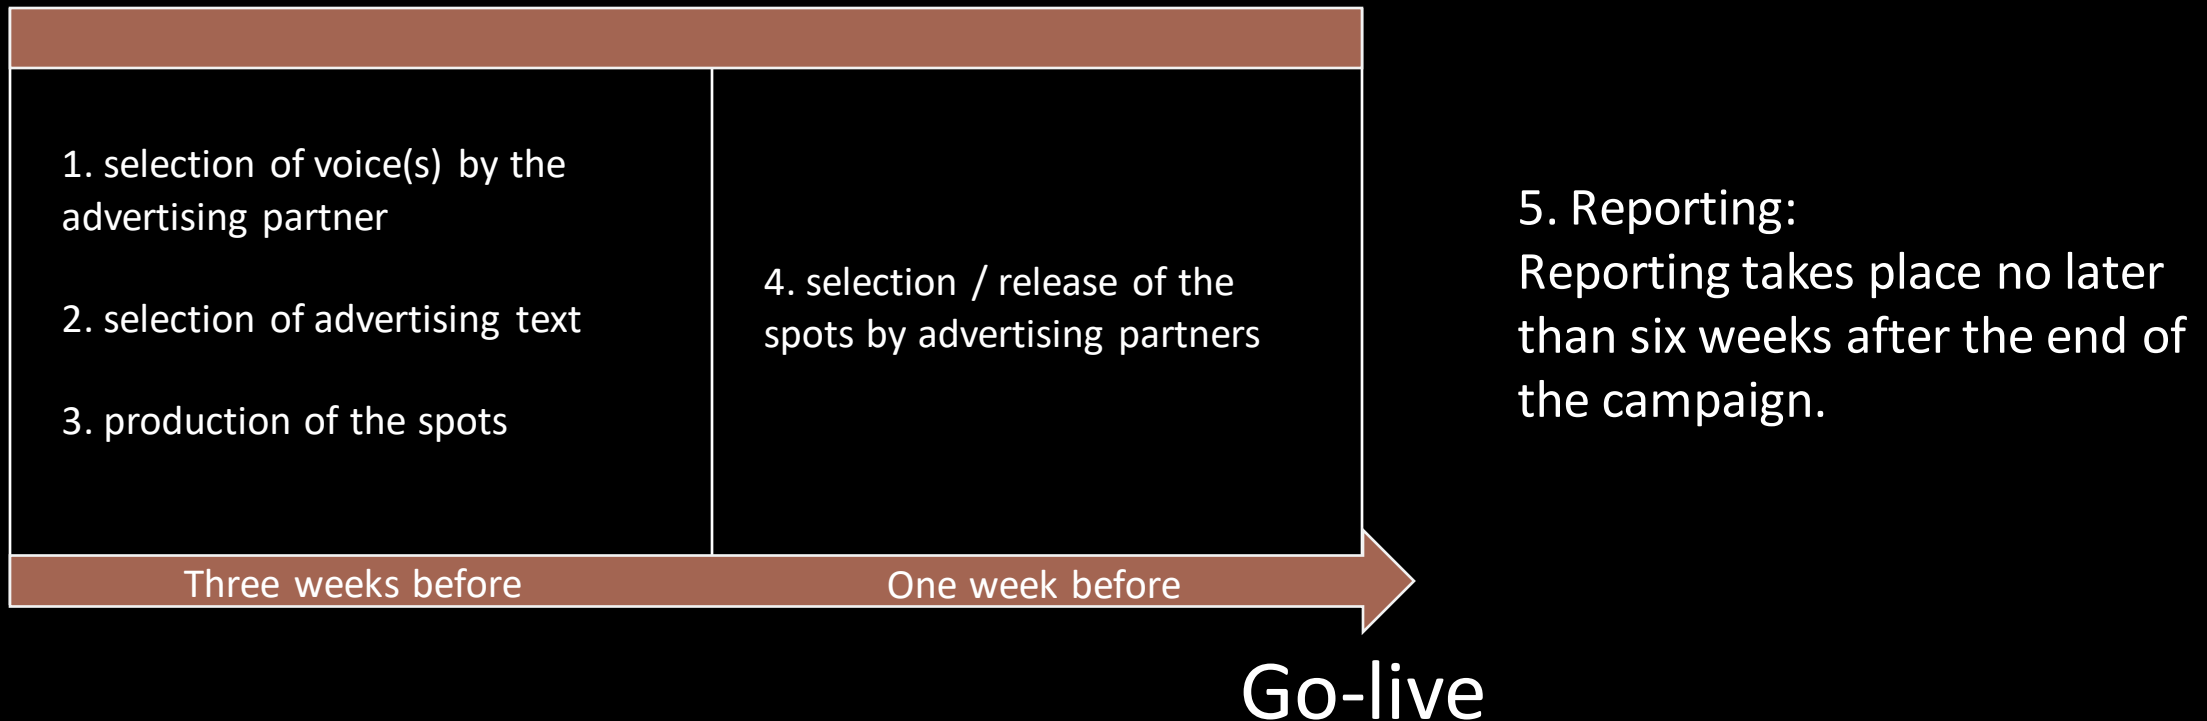 1. selection of voice(s) by the
advertising partner
2. selection of advertising text
3. production of the spots
4. selection / release of the
spots by advertising partners
Three weeks before
One week before
Go-live
5. Reporting:
Reporting takes place no later
than six weeks after the end of
the campaign.